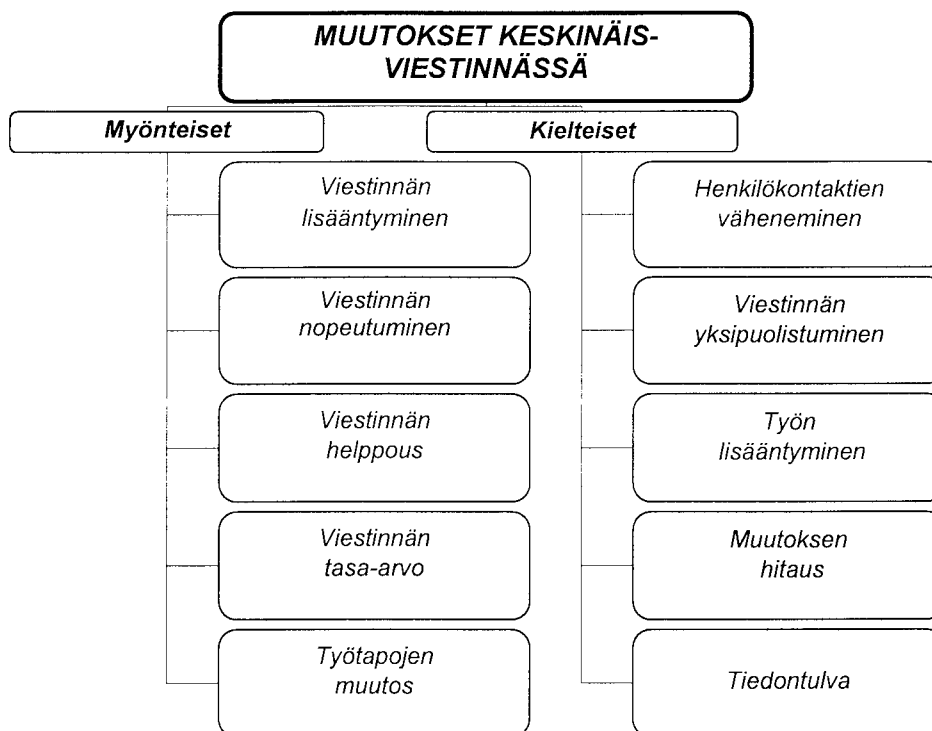 MUUTOKSET KESKINÄIS-
VIESTINNÄSSÄ
Myönteiset
Kielteiset
Viestinnän
lisääntyminen
Viestinnän
nopeutuminen
Viestinnän
helppous
Viestinnän
tasa-arvo
Työtapojen
muutos
Henkilökontaktien
väheneminen
Viestinnän
yksipuolistuminen
Työn
lisääntyminen
Muutoksen
hitaus
Tiedontulva